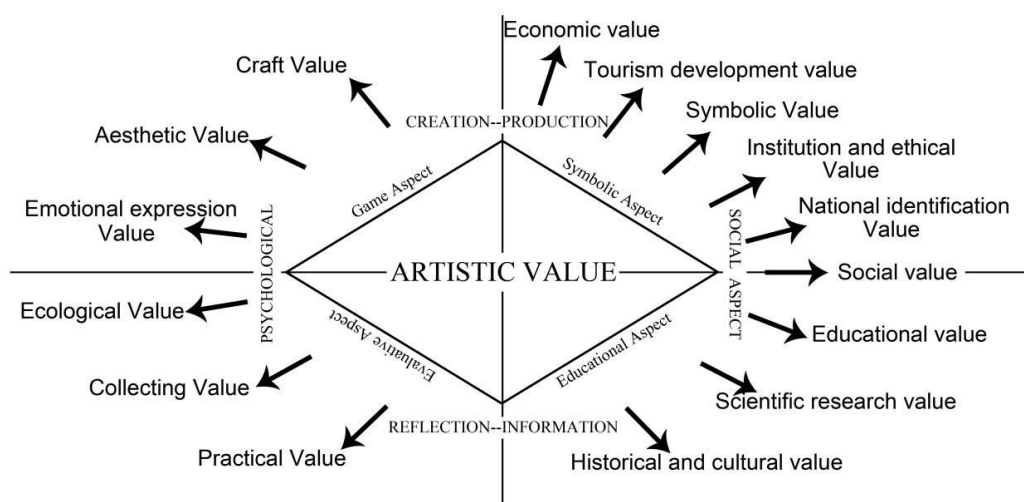 Economic value
Craft Value
Tourism development value
Symbolic Value
CREATION--PRODUCTION
Aesthetic Value
Institution and ethical
Value
Game Aspect
Symbolic Aspect
Emotional expression
Value
National identification
Value
PSYCHOLOGICAL
ARTISTIC VALUE
SOCIAL ASPECT
Social value
Ecological Value
Educational value
Evaluative Aspect
Educational Aspect
Collecting Value
Scientific research value
REFLECTION--INFORMATION
Practical Value
Historical and cultural value